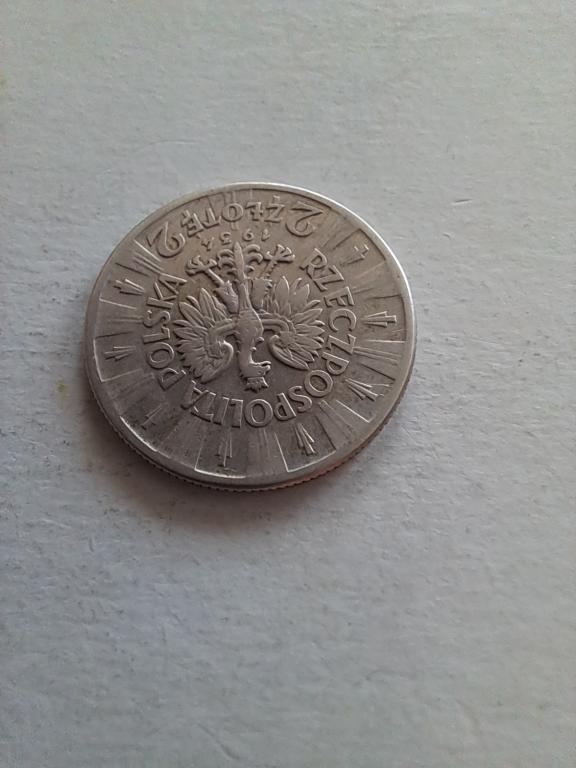 RZECZPOSPOLITA POLSKA
1934
2 ZŁOTE 2